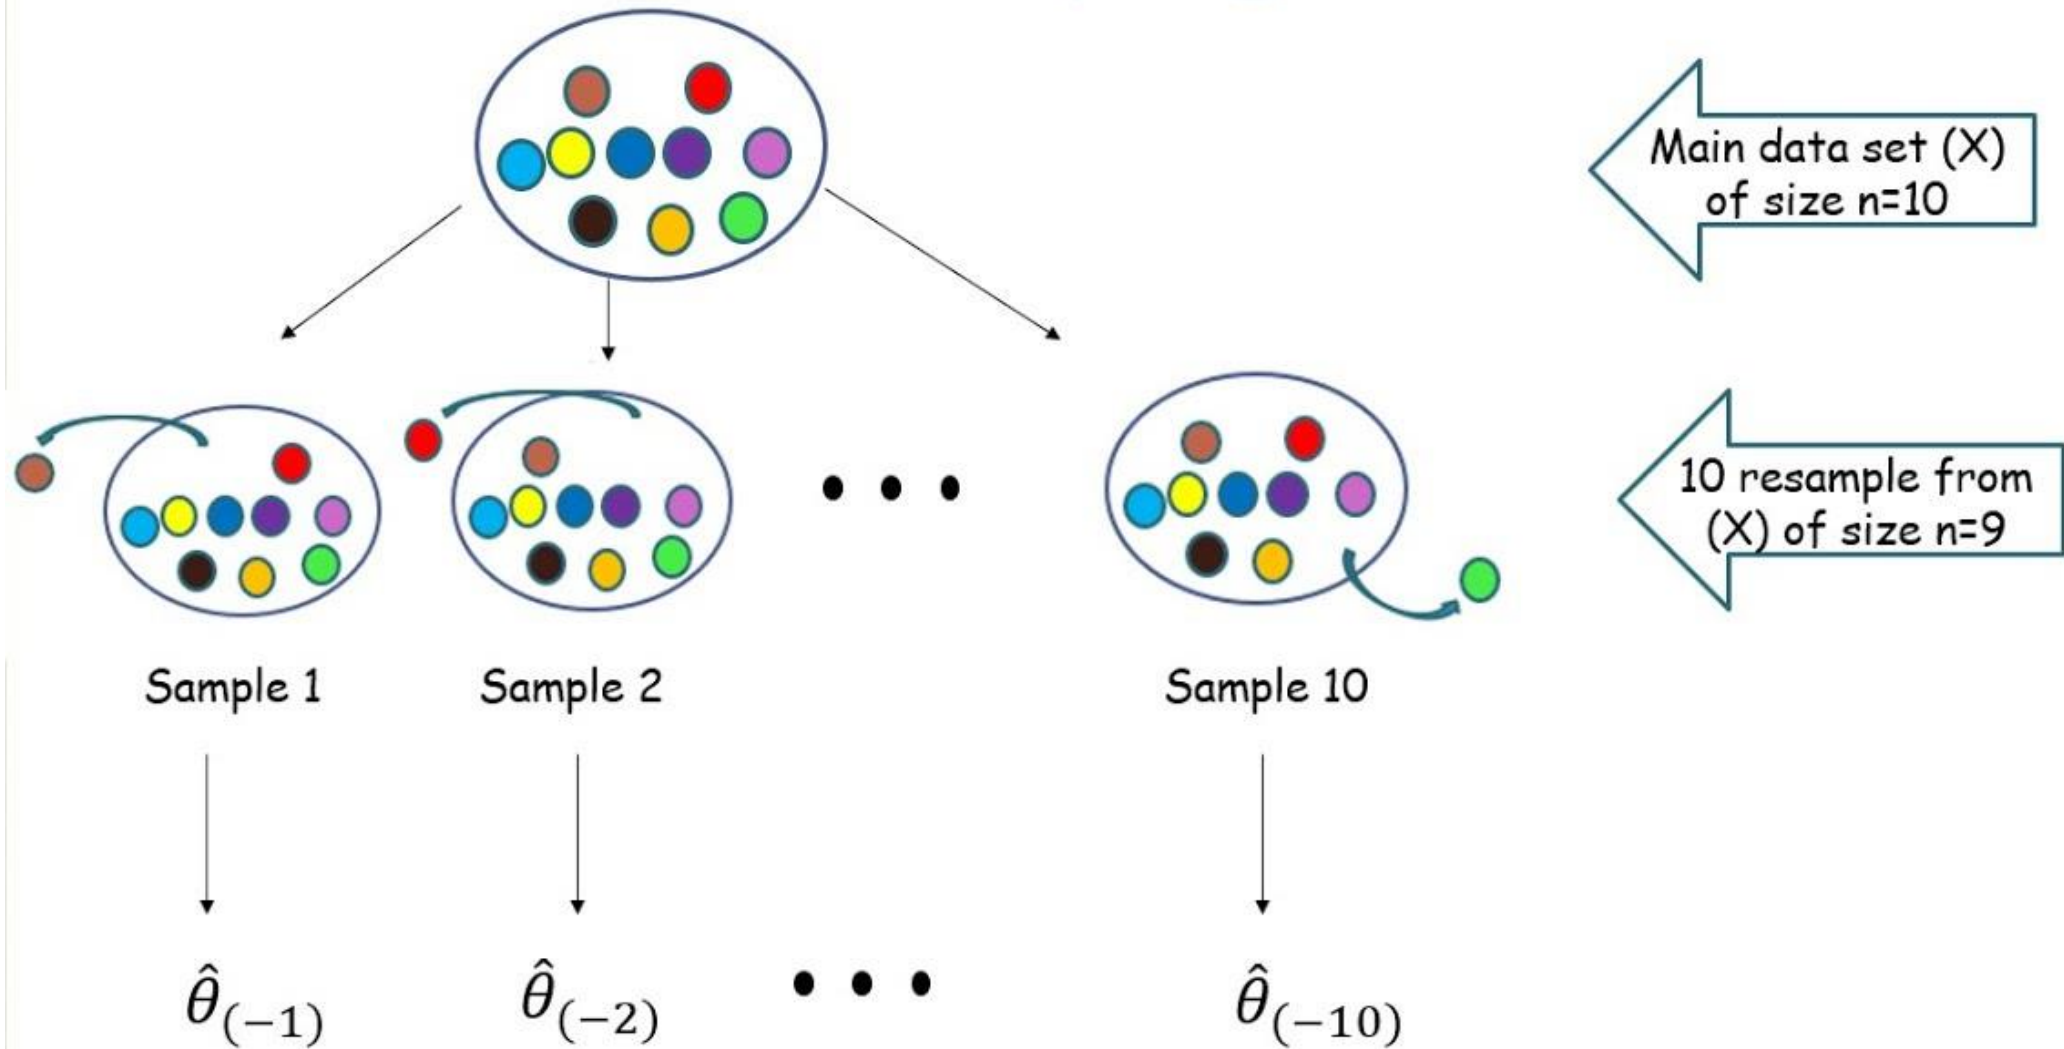 Main data set (X)
of size n=10
10 resample from
(X) of size n=9
Sample 1
Sample 2
Sample 10
θ̂(−1)
θ̂(−2)
θ̂(−10)